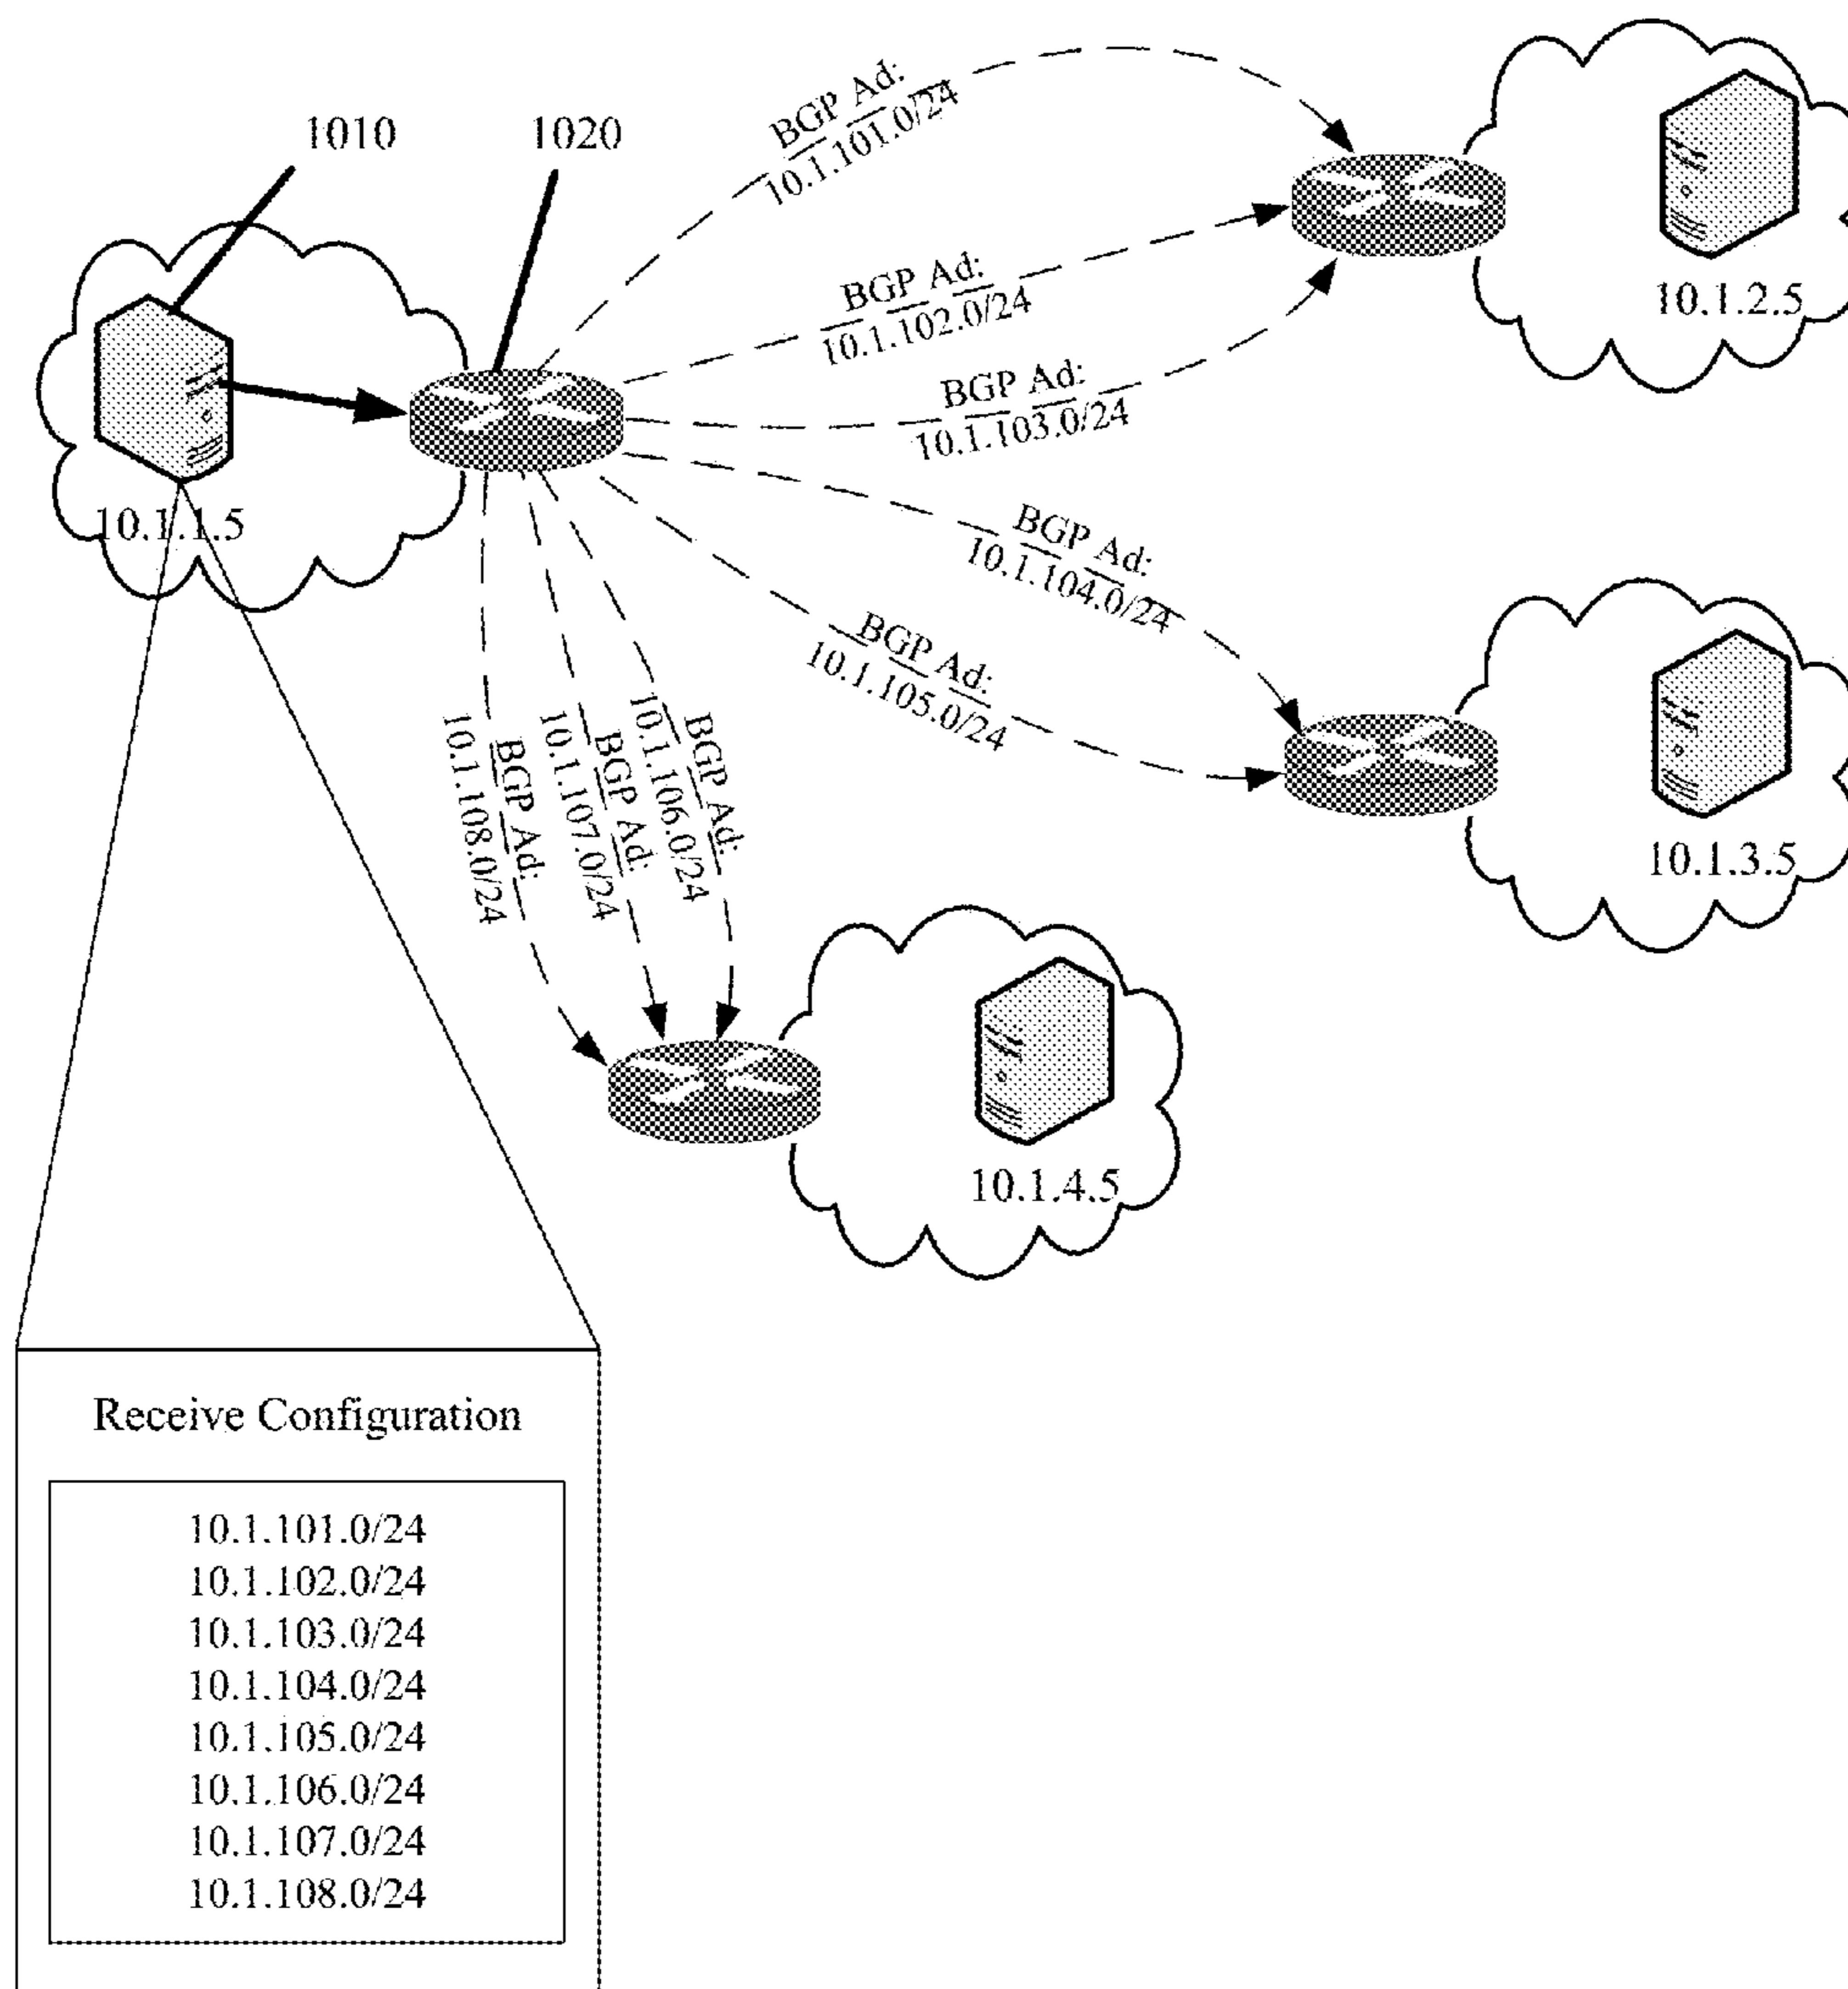 1010
1020
10.1.1.5
BGP Ad:
10.1.101.0/24
BGP Ad:
10.1.102.0/24
BGP Ad:
10.1.103.0/24
BGP Ad:
10.1.104.0/24
BGP Ad:
10.1.105.0/24
BGP Ad:
10.1.106.0/24
BGP Ad:
10.1.107.0/24
BGP Ad:
10.1.108.0/24
10.1.2.5
10.1.3.5
10.1.4.5
Receive Configuration
10.1.101.0/24
10.1.102.0/24
10.1.103.0/24
10.1.104.0/24
10.1.105.0/24
10.1.106.0/24
10.1.107.0/24
10.1.108.0/24